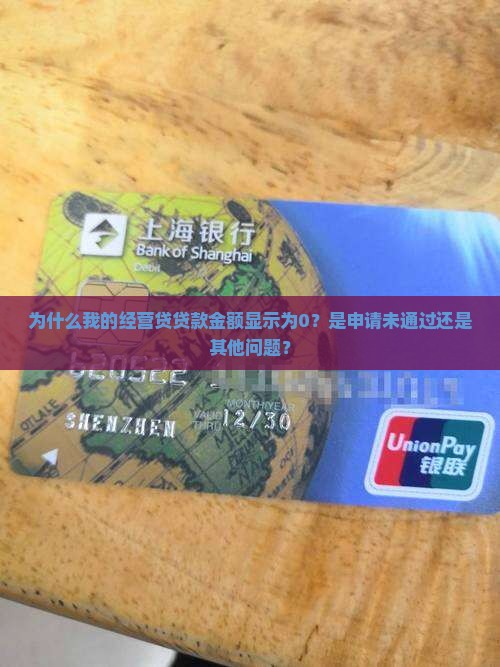 上海银行
Bank of Shanghai
Debit
为什么我的经营贷贷款金额显示为0？是申请未通过还是
其他问题？
MONTH/YEAR
VALID
THRU
12/30
SHENZHEN
UnionPay
银联